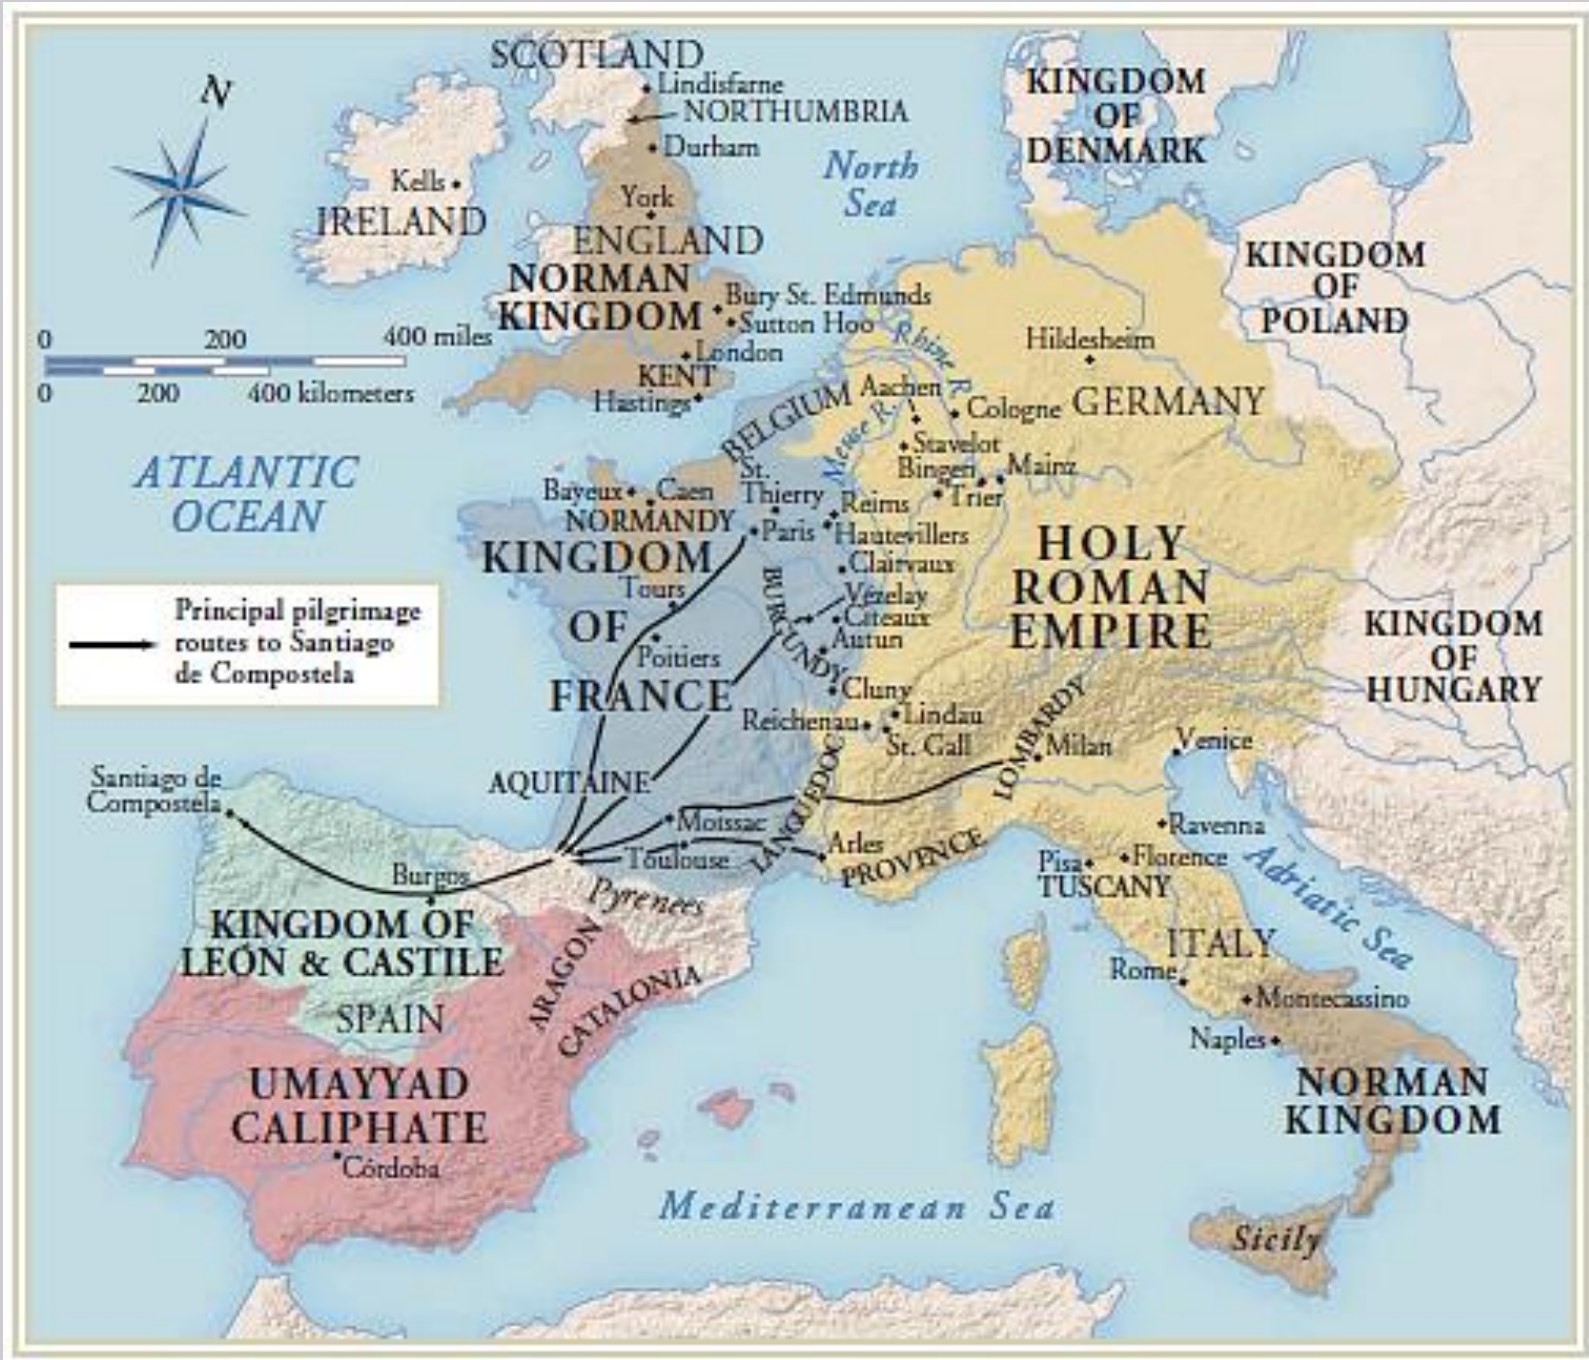 SCOTLAND
Lindisfarne
NORTHUMBRIA
Durham
N
Kells
IRELAND
York
ENGLAND
NORMAN
KINGDOM
North
Sea
KINGDOM
OF
DENMARK
KINGDOM
OF
POLAND
Bury St. Edmunds
Sutton Hoo
London
KENT
Hastings
0 200 400 miles
0 200 400 kilometers
Rhine R.
Hildesheim
GERMANY
BELGIUM
Aachen
Cologne
Meuse R.
Stavelot
Bingen
Mainz
Trier
ATLANTIC
OCEAN
St.
Thierry
Bayeux
Caen
Reims
NORMANDY
Paris
Hautevillers
KINGDOM
OF
FRANCE
Clairvaux
Tours
BURGUNDY
Vézelay
Citeaux
Autun
Poitiers
Cluny
HOLY
ROMAN
EMPIRE
KINGDOM
OF
HUNGARY
Principal pilgrimage
routes to Santiago
de Compostela
Reichenau
Lindau
St. Gall
LOMBARDY
Milan
Venice
Santiago de
Compostela
AQUITAINE
LANGUEDOC
Moissac
Toulouse
Arles
PROVENCE
Ravenna
Pisa
Florence
TUSCANY
Adriatic Sea
Burgos
Pyrenees
KINGDOM OF
LEÓN & CASTILE
SPAIN
ARAGON
CATALONIA
ITALY
Rome
Montecassino
Naples
NORMAN
KINGDOM
UMAYYAD
CALIPHATE
Córdoba
Mediterranean Sea
Sicily